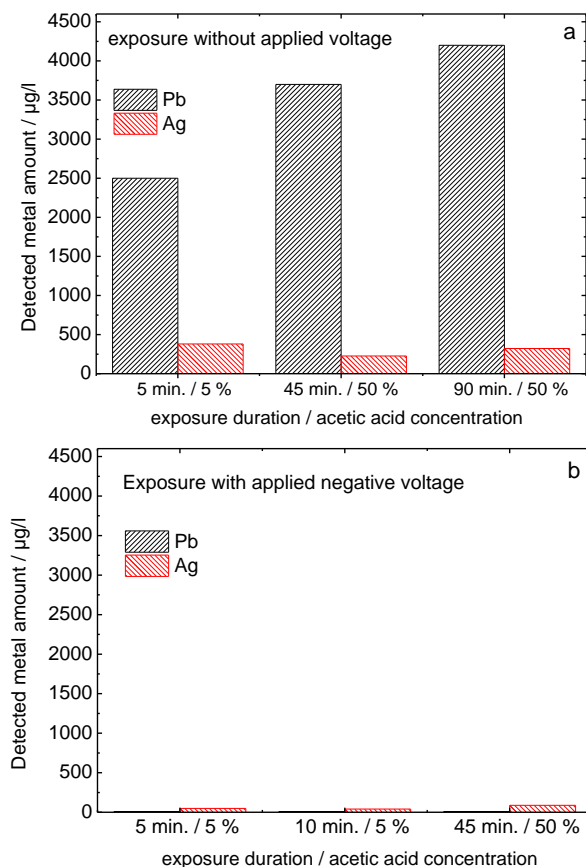 a
exposure without applied voltage
Pb
Ag
Detected metal amount / µg/l
4500
4000
3500
3000
2500
2000
1500
1000
500
0
5 min. / 5 %
45 min. / 50 %
90 min. / 50 %
exposure duration / acetic acid concentration
b
Exposure with applied negative voltage
Pb
Ag
Detected metal amount / µg/l
4500
4000
3500
3000
2500
2000
1500
1000
500
0
5 min. / 5 %
10 min. / 5 %
45 min. / 50 %
exposure duration / acetic acid concentration